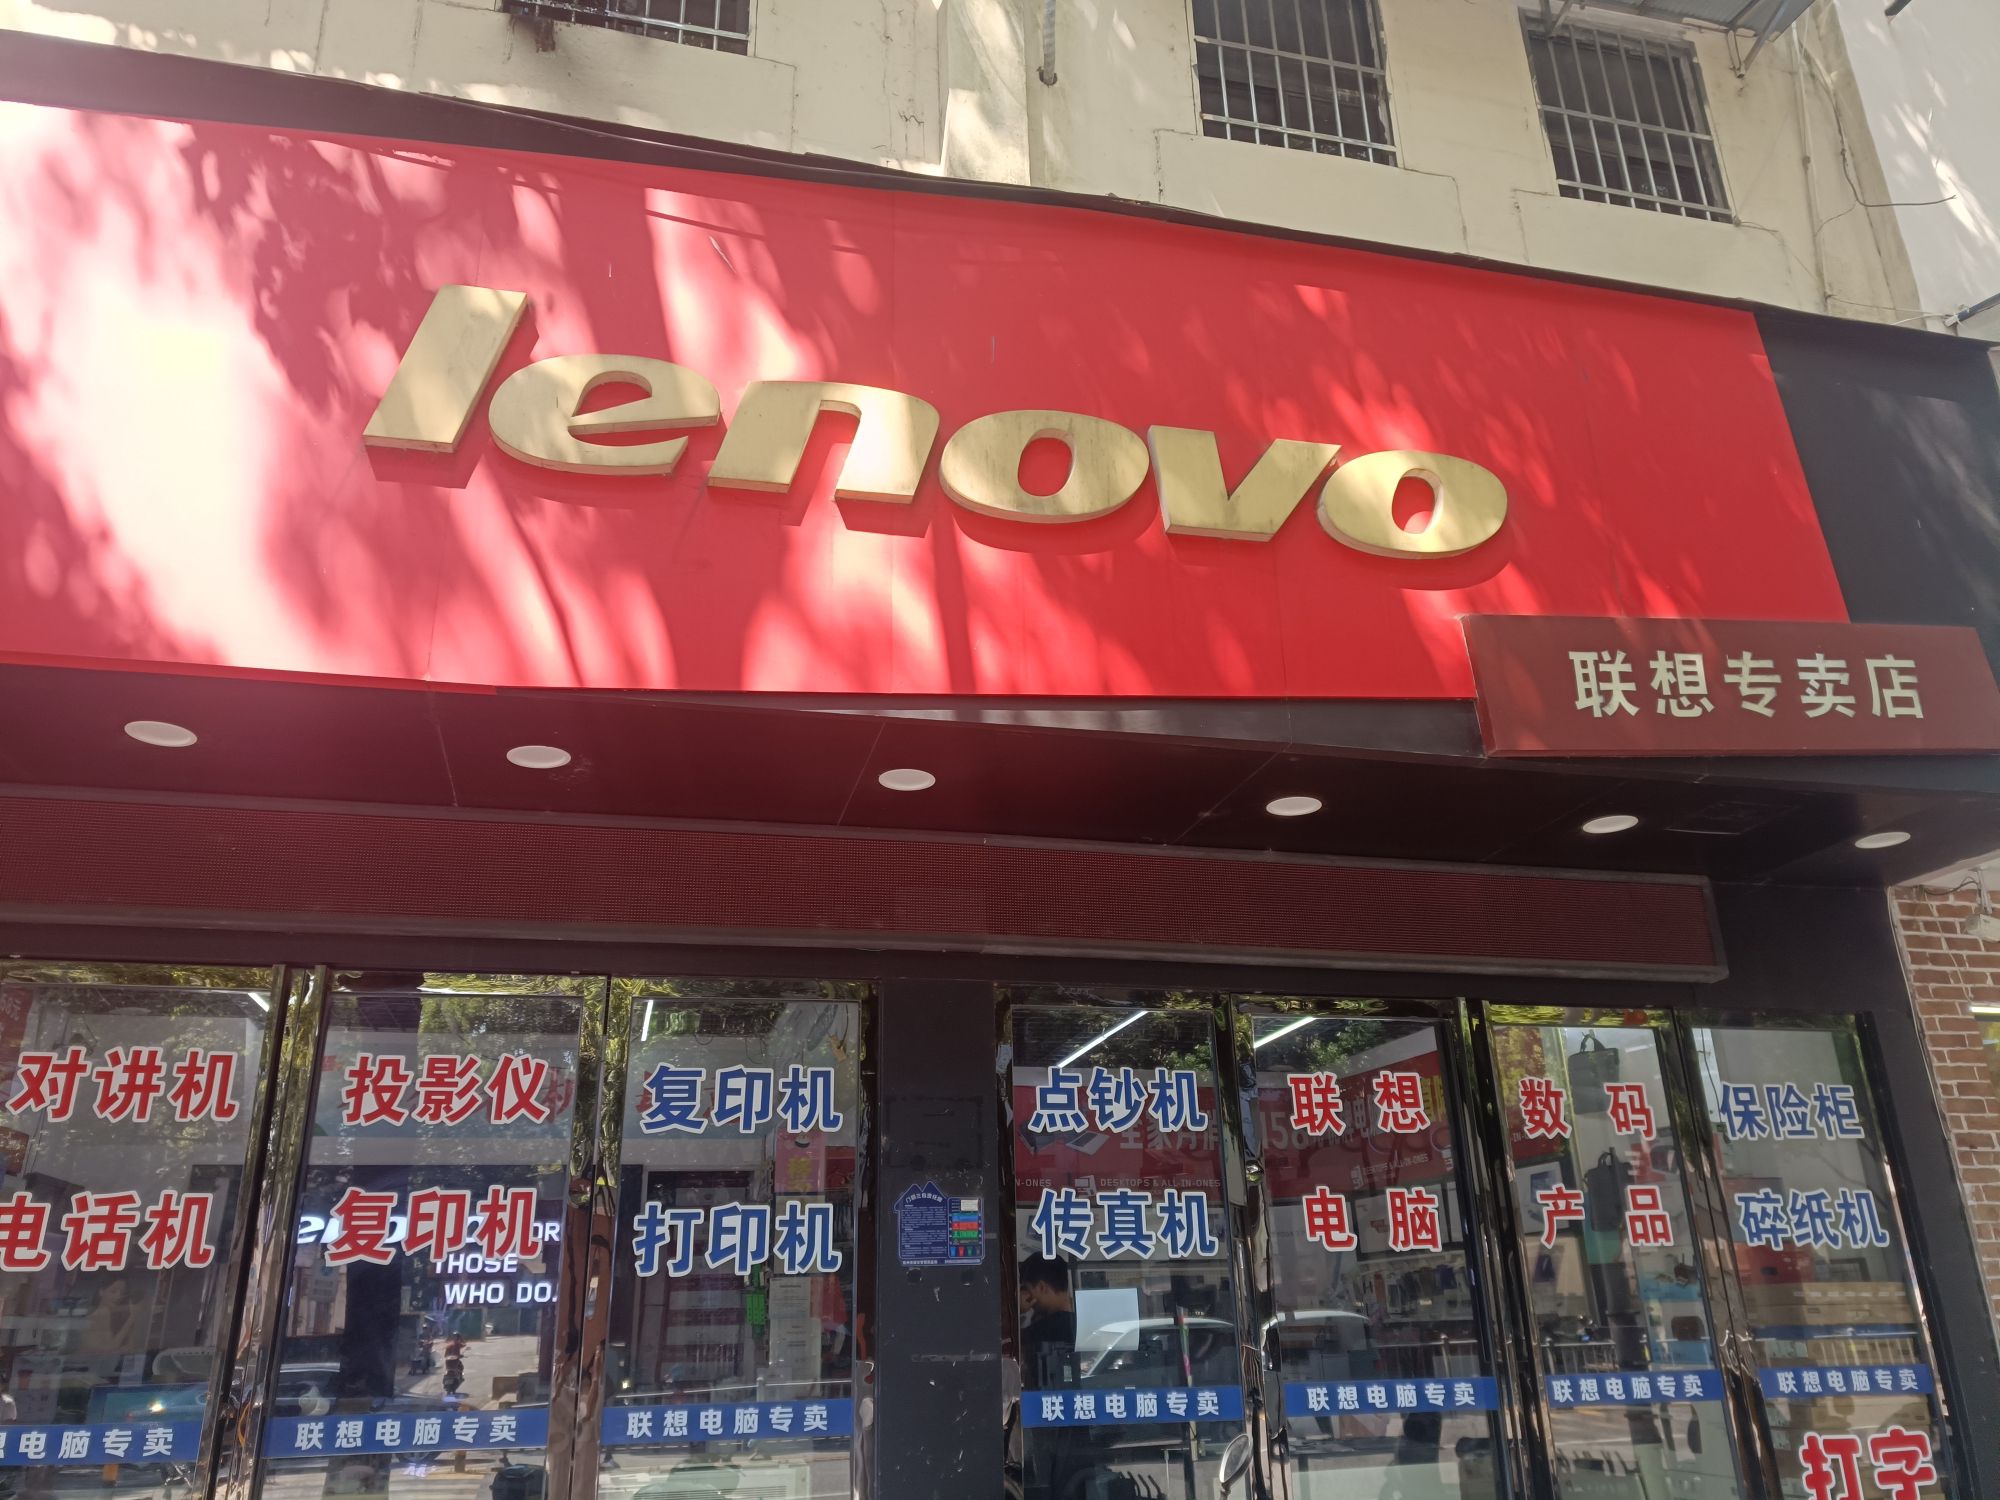 lenovo
联想专卖店
对讲机
电话机
投影仪
复印机
复印机
打印机
点钞机
传真机
联想
电脑
数码
产品
保险柜
碎纸机
THOSE
WHO DO.
DESKTOPS & ALL-IN-ONES
电脑专卖
联想电脑专卖
联想电脑专卖
联想电脑专卖
联想电脑专卖
联想电脑专卖
联想电脑专卖
打字